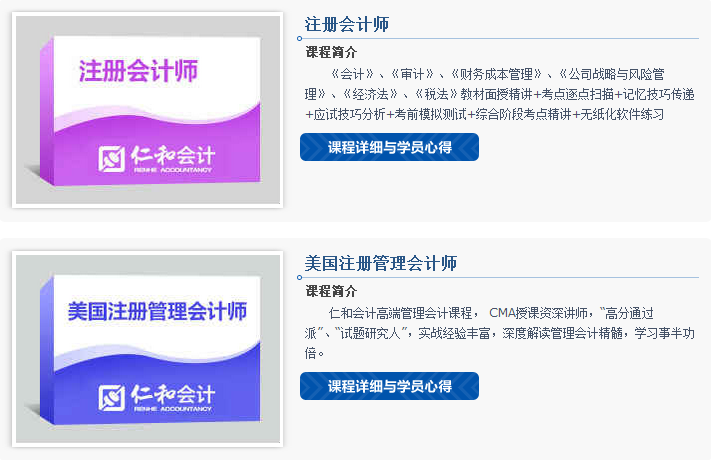 注册会计师
仁和会计
RENHE ACCOUNTANCY
注册会计师
课程简介
《会计》、《审计》、《财务成本管理》、《公司战略与风险管
理》、《经济法》、《税法》教材面授精讲+考点逐点扫描+记忆技巧传递
+应试技巧分析+考前模拟测试+综合阶段考点精讲+无纸化软件练习
课程详细与学员心得
美国注册管理会计师
仁和会计
RENHE ACCOUNTANCY
美国注册管理会计师
课程简介
仁和会计高端管理会计课程， CMA授课资深讲师，“高分通过
派”、“试题研究人”，实战经验丰富，深度解读管理会计精髓，学习事半功
倍。
课程详细与学员心得